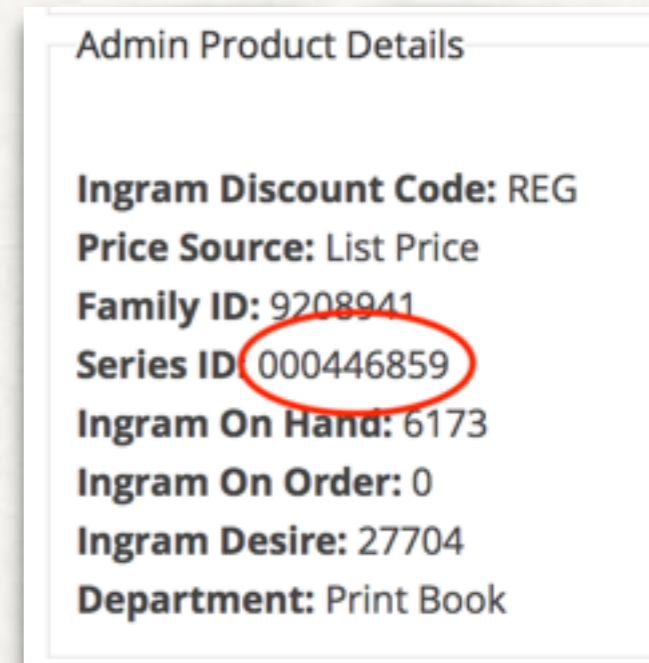 Admin Product Details
Ingram Discount Code: REG
Price Source: List Price
Family ID: 9208941
Series ID: 000446859
Ingram On Hand: 6173
Ingram On Order: 0
Ingram Desire: 27704
Department: Print Book